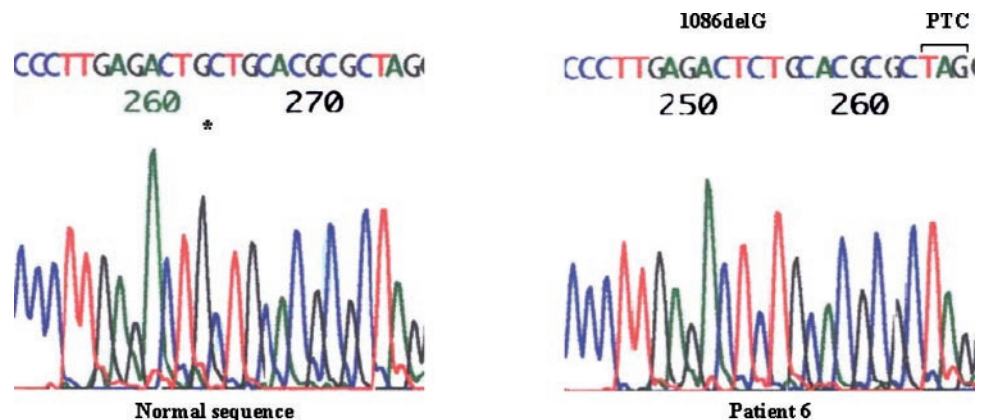 CCCTTGAGACTGCTGCACGCGCTAG
260 270
*
Normal sequence
1086delG PTC
CCCTTGAGACTCTGCACGCGCTAG
250 260
Patient 6